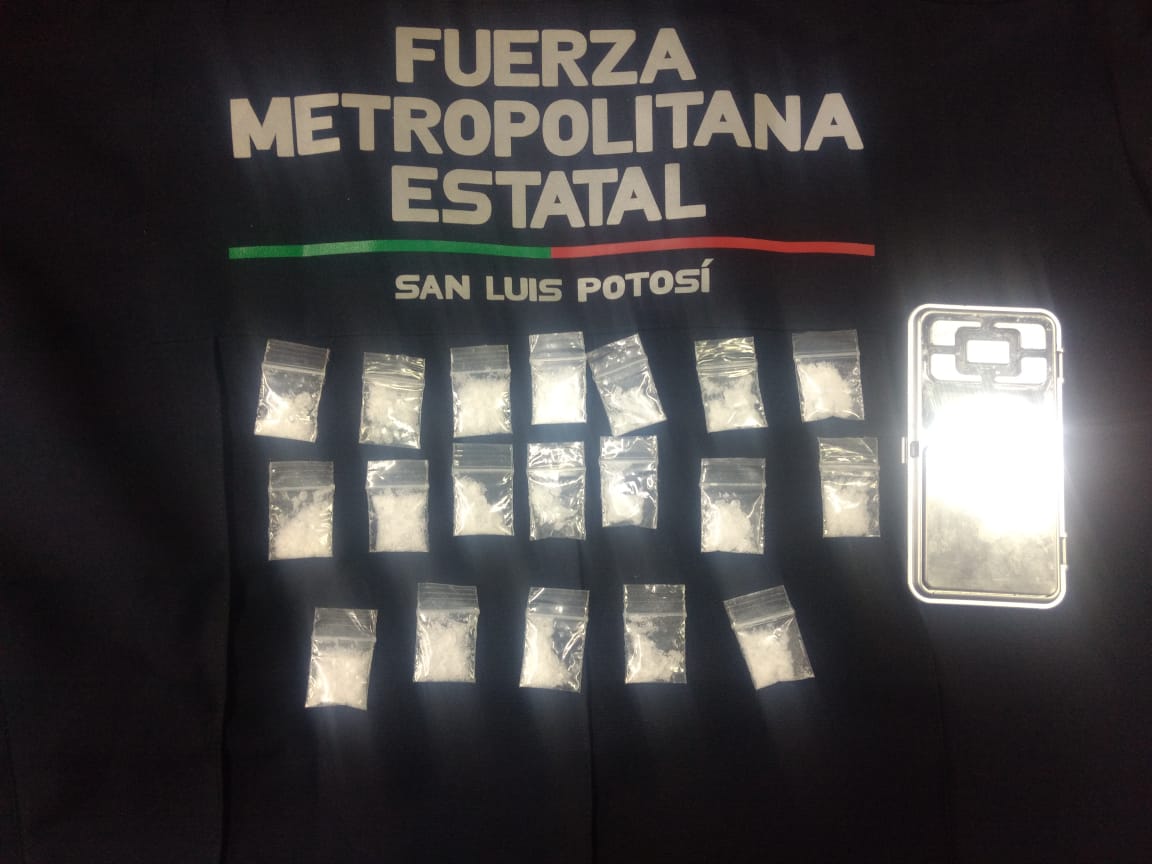 FUERZA
METROPOLITANA
ESTATAL
SAN LUIS POTOSÍ